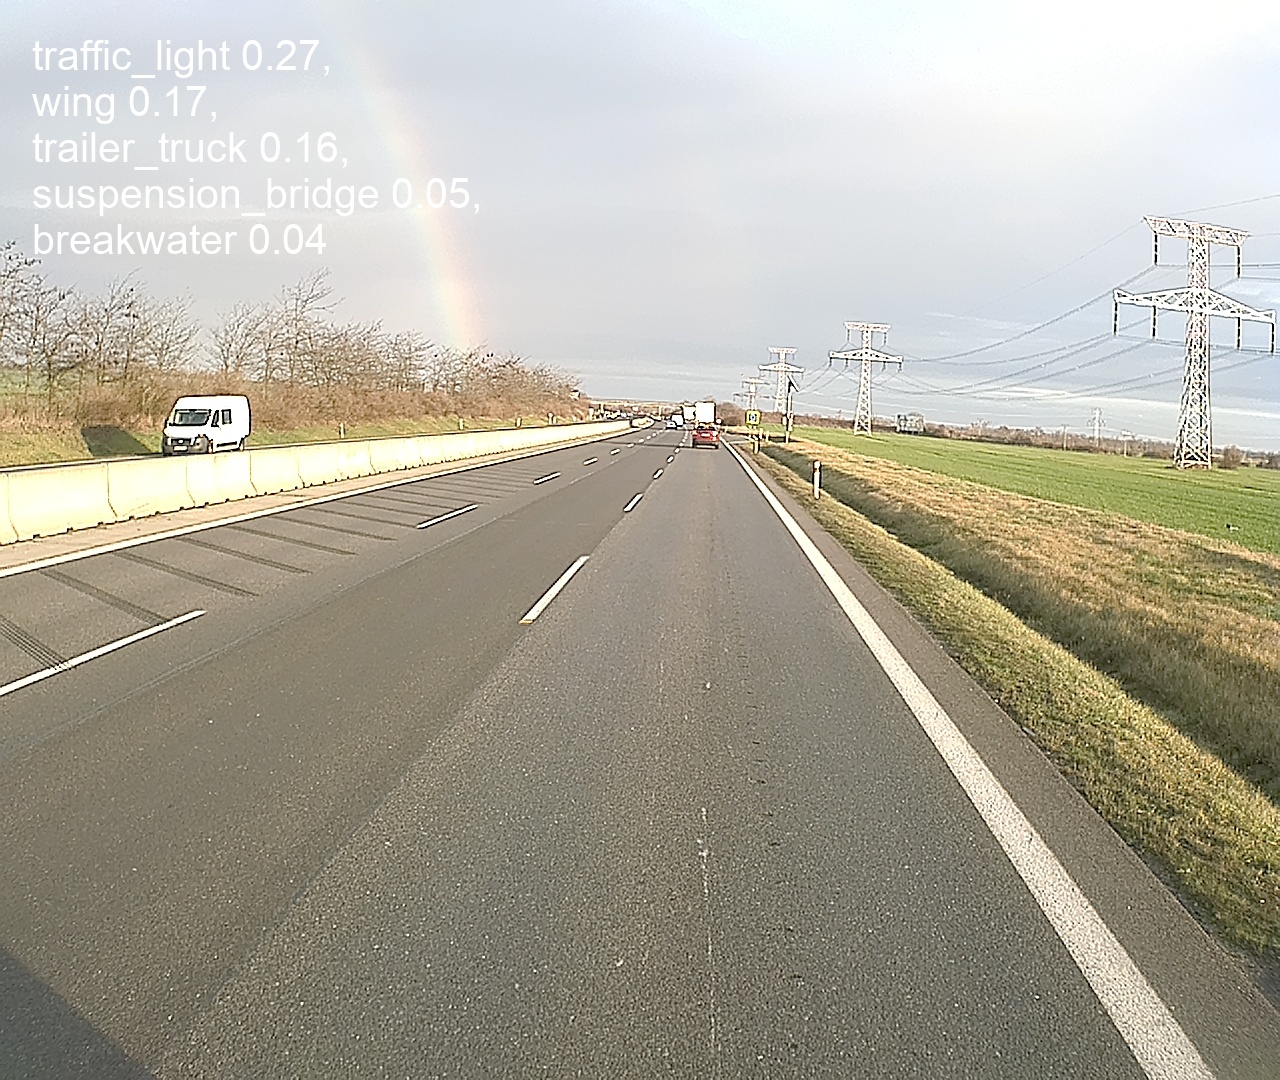 traffic_light 0.27,
wing 0.17,
trailer_truck 0.16,
suspension_bridge 0.05,
breakwater 0.04